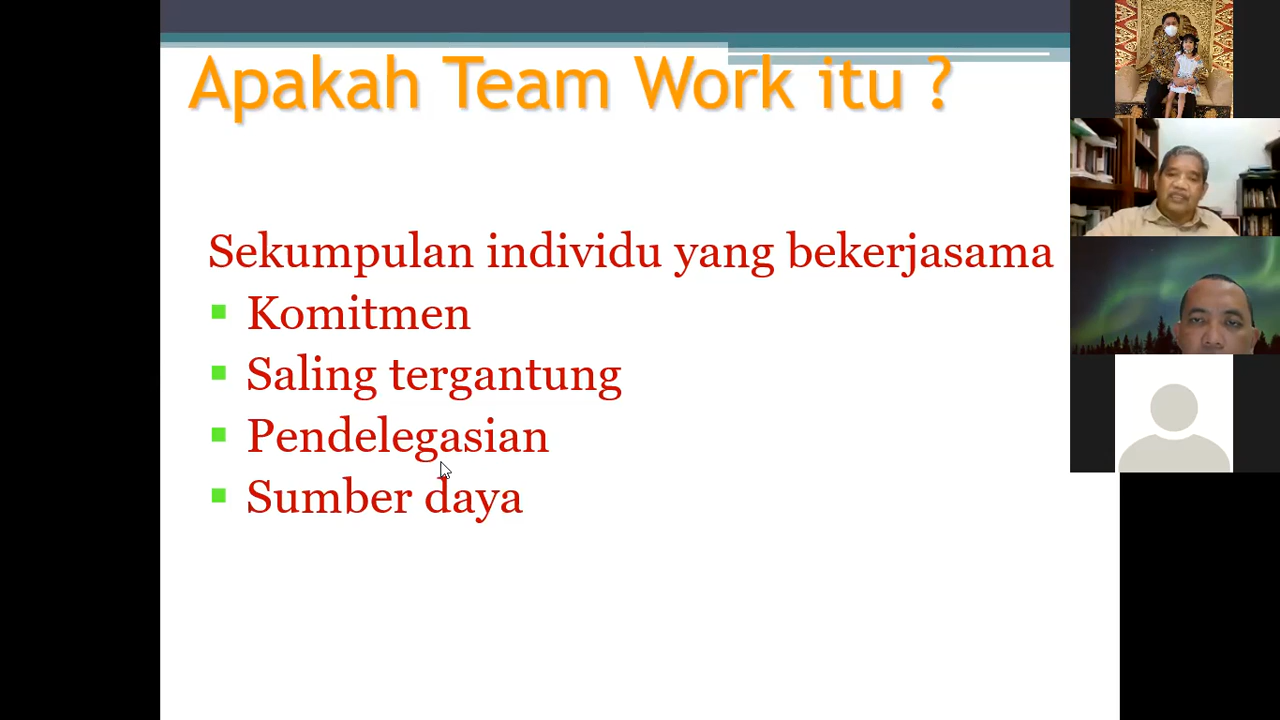 Apakah Team Work itu ?
Sekumpulan individu yang bekerjasama
Komitmen
Saling tergantung
Pendelegasian
Sumber daya